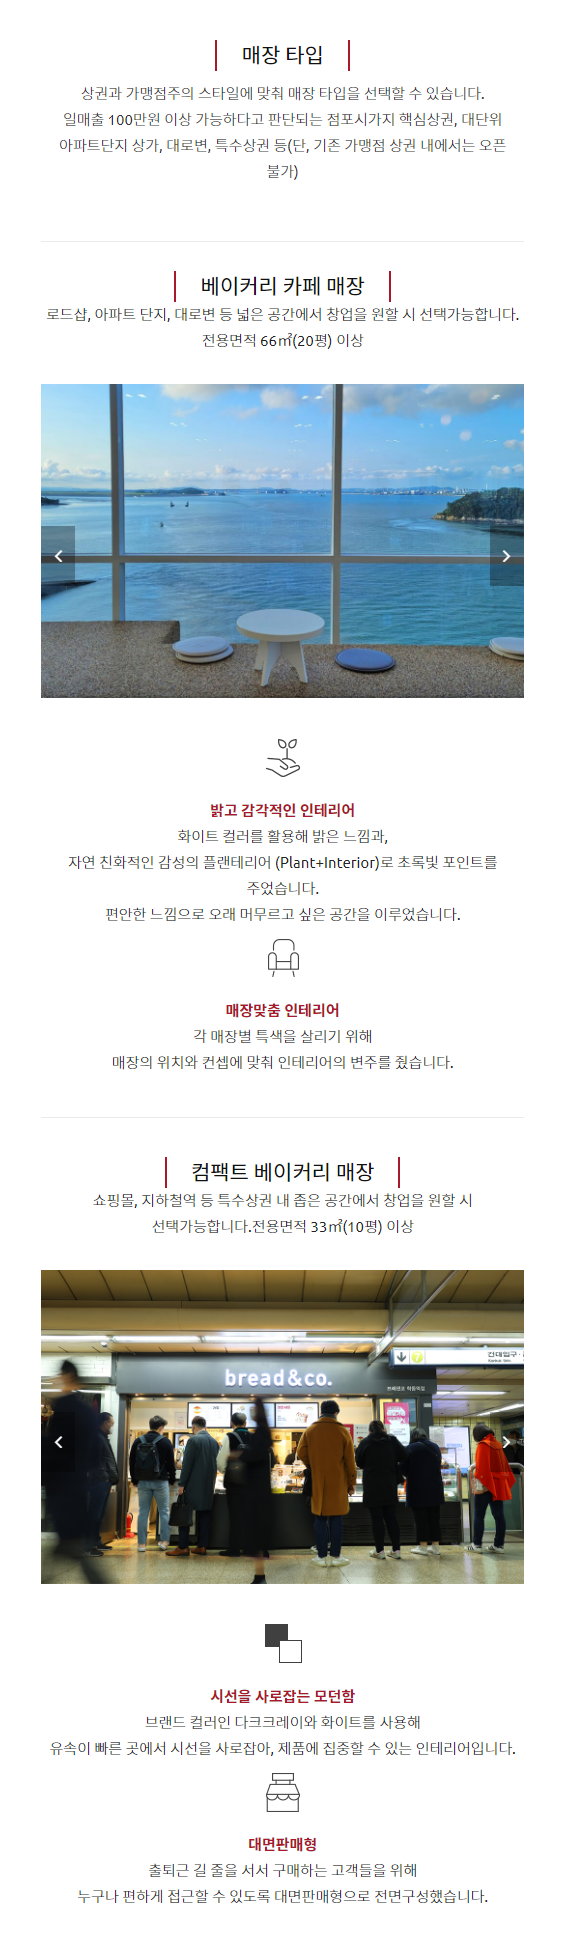 매장 타입
상권과 가맹점주의 스타일에 맞춰 매장 타입을 선택할 수 있습니다.
일매출 100만원 이상 가능하다고 판단되는 점포시가지 핵심상권, 대단위
아파트단지 상가, 대로변, 특수상권 등(단, 기존 가맹점 상권 내에서는 오픈
불가)
베이커리 카페 매장
로드샵, 아파트 단지, 대로변 등 넓은 공간에서 창업을 원할 시 선택가능합니다.
전용면적 66㎡(20평) 이상
밝고 감각적인 인테리어
화이트 컬러를 활용해 밝은 느낌과,
자연 친화적인 감성의 플랜테리어 (Plant+Interior)로 초록빛 포인트를
주었습니다.
편안한 느낌으로 오래 머무르고 싶은 공간을 이루었습니다.
매장맞춤 인테리어
각 매장별 특색을 살리기 위해
매장의 위치와 컨셉에 맞춰 인테리어의 변주를 줬습니다.
컴팩트 베이커리 매장
쇼핑몰, 지하철역 등 특수상권 내 좁은 공간에서 창업을 원할 시
선택가능합니다.전용면적 33㎡(10평) 이상
bread&co.
건대입구
7
시선을 사로잡는 모던함
브랜드 컬러인 다크크레이와 화이트를 사용해
유속이 빠른 곳에서 시선을 사로잡아, 제품에 집중할 수 있는 인테리어입니다.
대면판매형
출퇴근 길 줄을 서서 구매하는 고객들을 위해
누구나 편하게 접근할 수 있도록 대면판매형으로 전면구성했습니다.